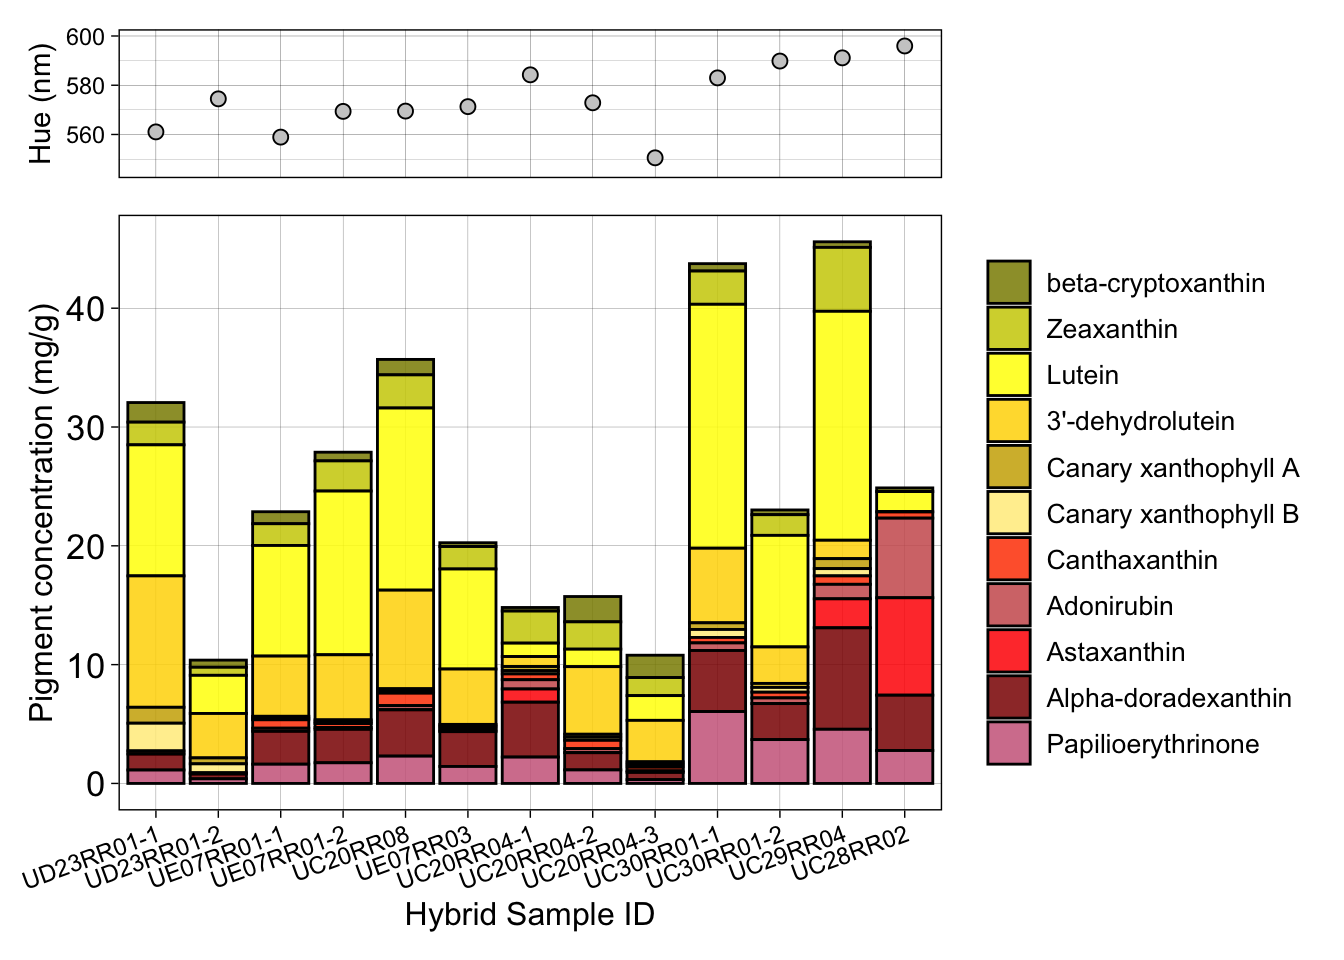 Hue (nm)
600
580
560
Pigment concentration (mg/g)
40
30
20
10
0
UD23RR01-1
UD23RR01-2
UE07RR01-1
UE07RR01-2
UC20RR08
UE07RR03
UC20RR04-1
UC20RR04-2
UC20RR04-3
UC30RR01-1
UC30RR01-2
UC29RR04
UC28RR02
Hybrid Sample ID
beta-cryptoxanthin
Zeaxanthin
Lutein
3'-dehydrolutein
Canary xanthophyll A
Canary xanthophyll B
Canthaxanthin
Adonirubin
Astaxanthin
Alpha-doradexanthin
Papilioerythrinone